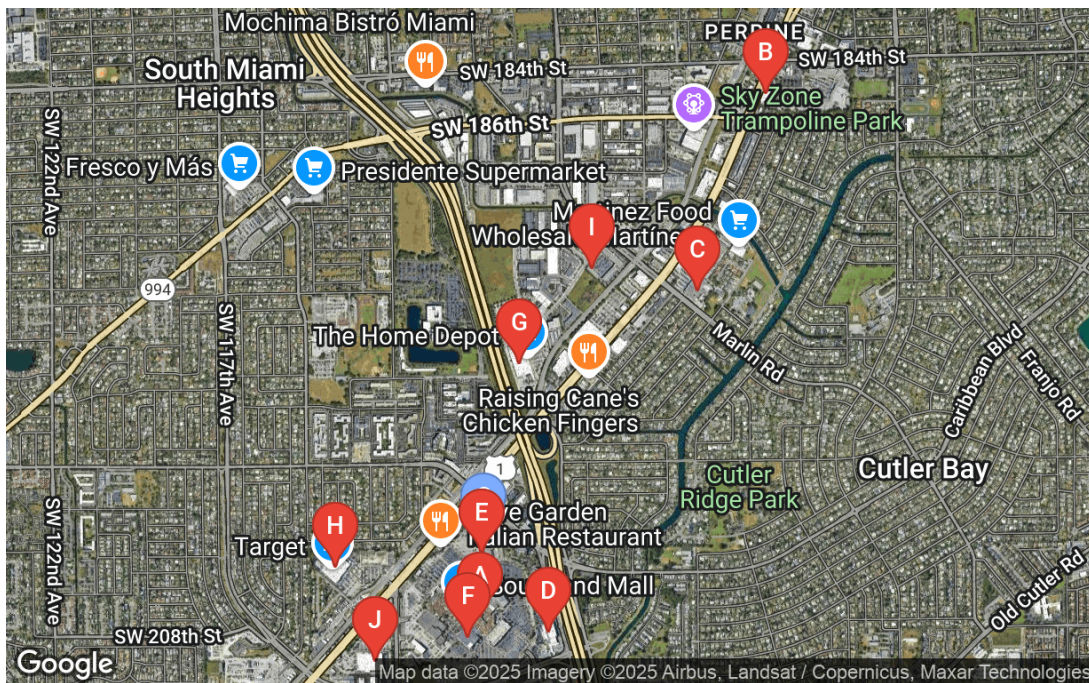 Mochima Bistró Miami
PERRINE
B
SW 184th St
SW 184th St
South Miami
Heights
Sky Zone
Trampoline Park
SW 186th St
SW 122nd Ave
Fresco y Más
Presidente Supermarket
Food
I
C
994
SW 117th Ave
G
The Home Depot
Marlin Rd
Caribbean Blvd
Franjo Rd
Raising Cane's
Chicken Fingers
1
Cutler Bay
Cutler
Ridge Park
E
Garden
Restaurant
H
Target
A
F
D
and Mall
SW 122nd Ave
Old Cutler Rd
J
SW 208th St
Google
Map data ©2025 Imagery ©2025 Airbus, Landsat / Copernicus, Maxar Technologies